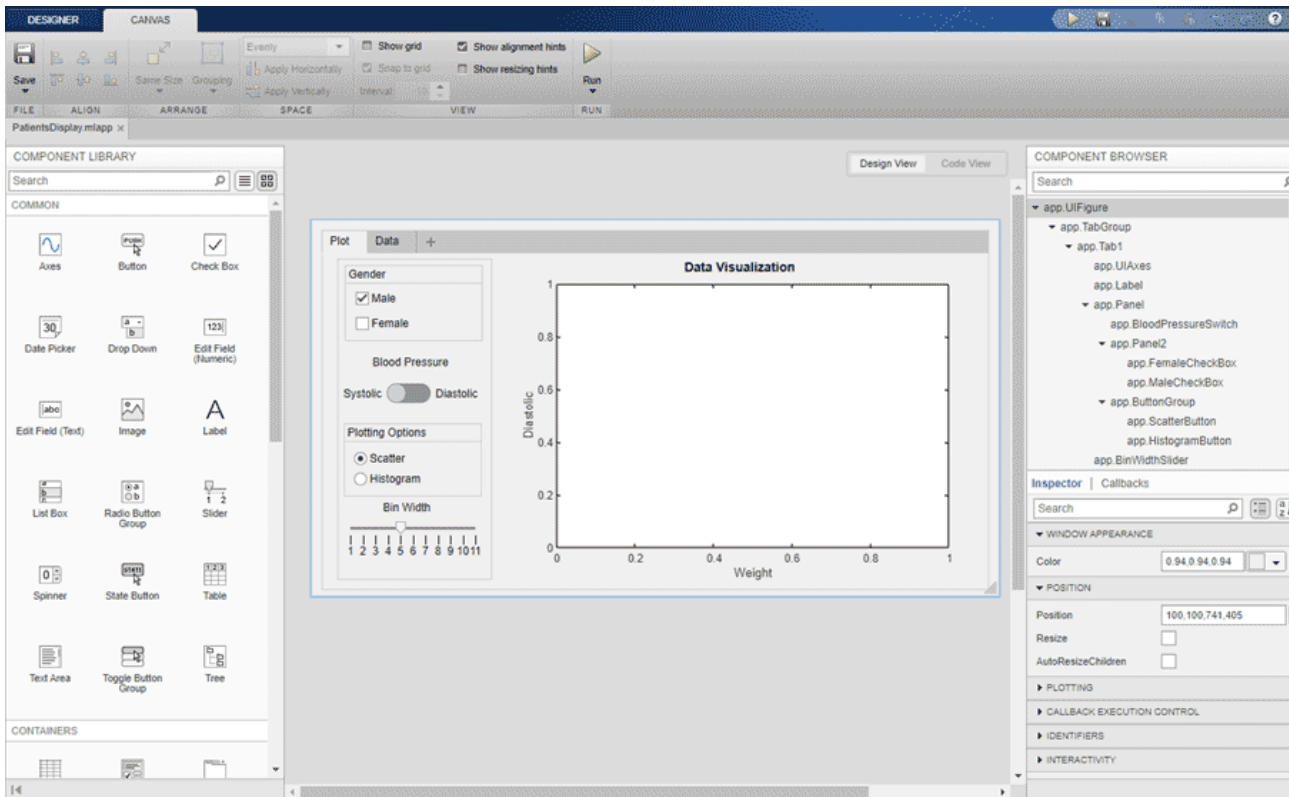 DESIGNER CANVAS
Save
Same Size Grouping
Evenly
Apply Horizontally
Apply Vertically
Show grid
Snap to grid
Interval: 10
Show alignment hints
Show resizing hints
Run
FILE ALIGN ARRANGE SPACE VIEW RUN
PatientsDisplay.mlapp ×
COMPONENT LIBRARY
Search
COMMON
Axes Button Check Box
PUSH
30
a b
123
Date Picker Drop Down Edit Field
(Numeric)
abc
A
Edit Field (Text) Image Label
List Box Radio Button
Group Slider
Spinner State Button Table
Text Area Toggle Button
Group Tree
CONTAINERS
Design View Code View
Plot Data +
Gender
Male
Female
Blood Pressure
Systolic Diastolic
Plotting Options
Scatter
Histogram
Bin Width
1 2 3 4 5 6 7 8 9 10 11
Data Visualization
1
0.8
0.6
0.4
0.2
0
Diastolic
0 0.2 0.4 0.6 0.8 1
Weight
COMPONENT BROWSER
Search
app.UIFigure
app.TabGroup
app.Tab1
app.UIAxes
app.Label
app.Panel
app.BloodPressureSwitch
app.Panel2
app.FemaleCheckBox
app.MaleCheckBox
app.ButtonGroup
app.ScatterButton
app.HistogramButton
app.BinWidthSlider
Inspector | Callbacks
Search
WINDOW APPEARANCE
Color 0.94,0.94,0.94
POSITION
Position 100,100,741,405
Resize
AutoResizeChildren
PLOTTING
CALLBACK EXECUTION CONTROL
IDENTIFIERS
INTERACTIVITY